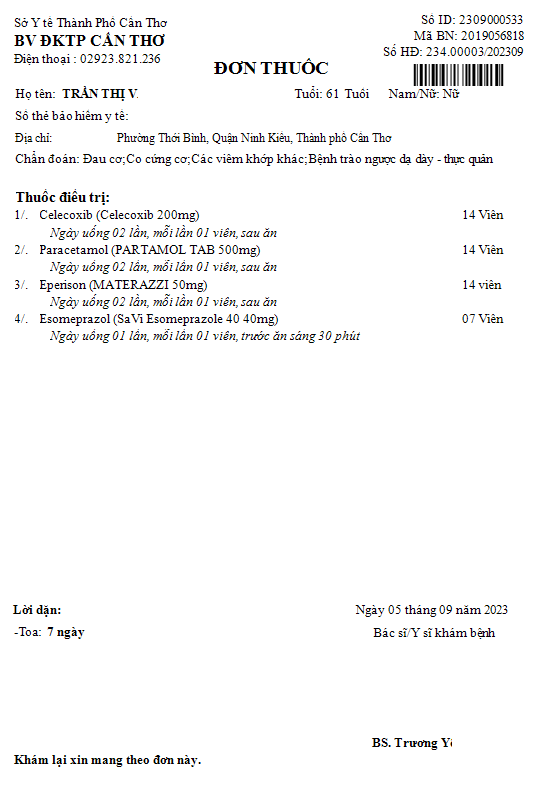 Sở Y tế Thành Phố Cần Thơ
BV ĐKTP CẦN THƠ
Điện thoại : 02923.821.236
Số ID: 2309000533
Mã BN: 2019056818
Số HĐ: 234.00003/202309
ĐƠN THUỐC
Họ tên: TRẦN THỊ V Tuổi: 61 Tuổi Nam/Nữ: Nữ
Số thẻ bảo hiểm y tế:
Địa chỉ: Phường Thới Bình, Quận Ninh Kiều, Thành phố Cần Thơ
Chẩn đoán: Đau cơ;Co cứng cơ;Các viêm khớp khác;Bệnh trào ngược dạ dày - thực quản
Thuốc điều trị:
1/. Celecoxib (Celecoxib 200mg) 14 Viên
Ngày uống 02 lần, mỗi lần 01 viên, sau ăn
2/. Paracetamol (PARTAMOL TAB 500mg) 14 Viên
Ngày uống 02 lần, mỗi lần 01 viên, sau ăn
3/. Eperison (MATERAZZI 50mg) 14 viên
Ngày uống 02 lần, mỗi lần 01 viên, sau ăn
4/. Esomeprazol (SaVi Esomeprazole 40 40mg) 07 Viên
Ngày uống 01 lần, mỗi lần 01 viên, trước ăn sáng 30 phút
Lời dặn:
-Toa: 7 ngày
Ngày 05 tháng 09 năm 2023
Bác sĩ/Y sĩ khám bệnh
BS. Trương
Khám lại xin mang theo đơn này.